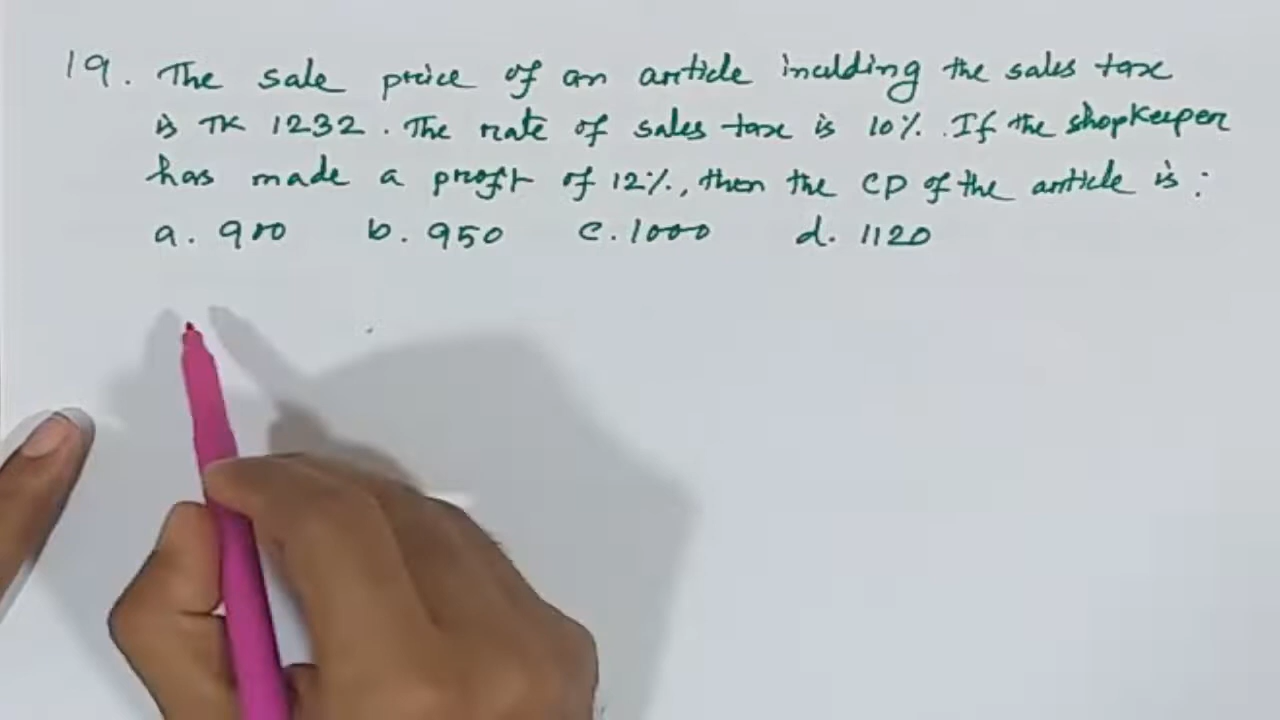 19. The sale price of an article inculding the sales tax
is TK 1232. The rate of sales tax is 10%. If the shopkeeper
has made a profit of 12%, then the CP of the article is:
a. 900 b. 950 c. 1000 d. 1120